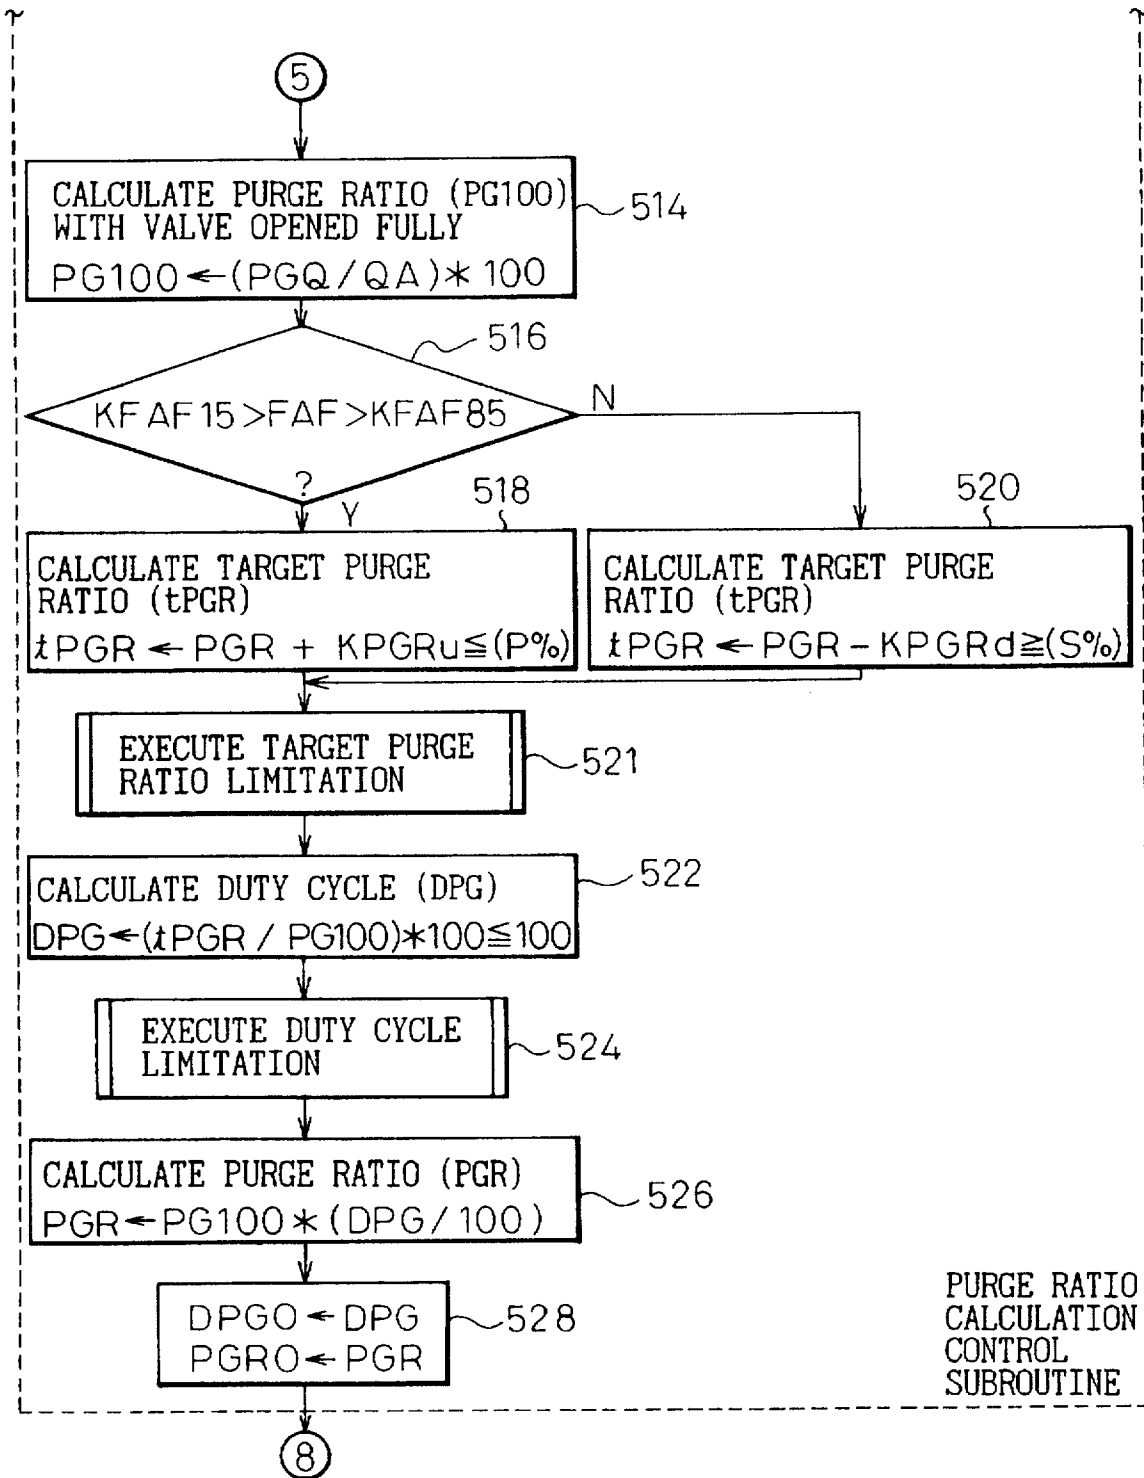 5
CALCULATE PURGE RATIO (PG100)
WITH VALVE OPENED FULLY
PG100←(PGQ/QA)*100
514
516
KFAF15>FAF>KFAF85
?
N
Y
518
CALCULATE TARGET PURGE
RATIO (tPGR)
tPGR←PGR + KPGRu≦(P%)
520
CALCULATE TARGET PURGE
RATIO (tPGR)
tPGR←PGR-KPGRd≧(S%)
EXECUTE TARGET PURGE
RATIO LIMITATION
521
CALCULATE DUTY CYCLE (DPG)
DPG←(tPGR/PG100)*100≦100
522
EXECUTE DUTY CYCLE
LIMITATION
524
CALCULATE PURGE RATIO (PGR)
PGR←PG100*(DPG/100)
526
DPGO←DPG
PGRO←PGR
528
PURGE RATIO
CALCULATION
CONTROL
SUBROUTINE
8